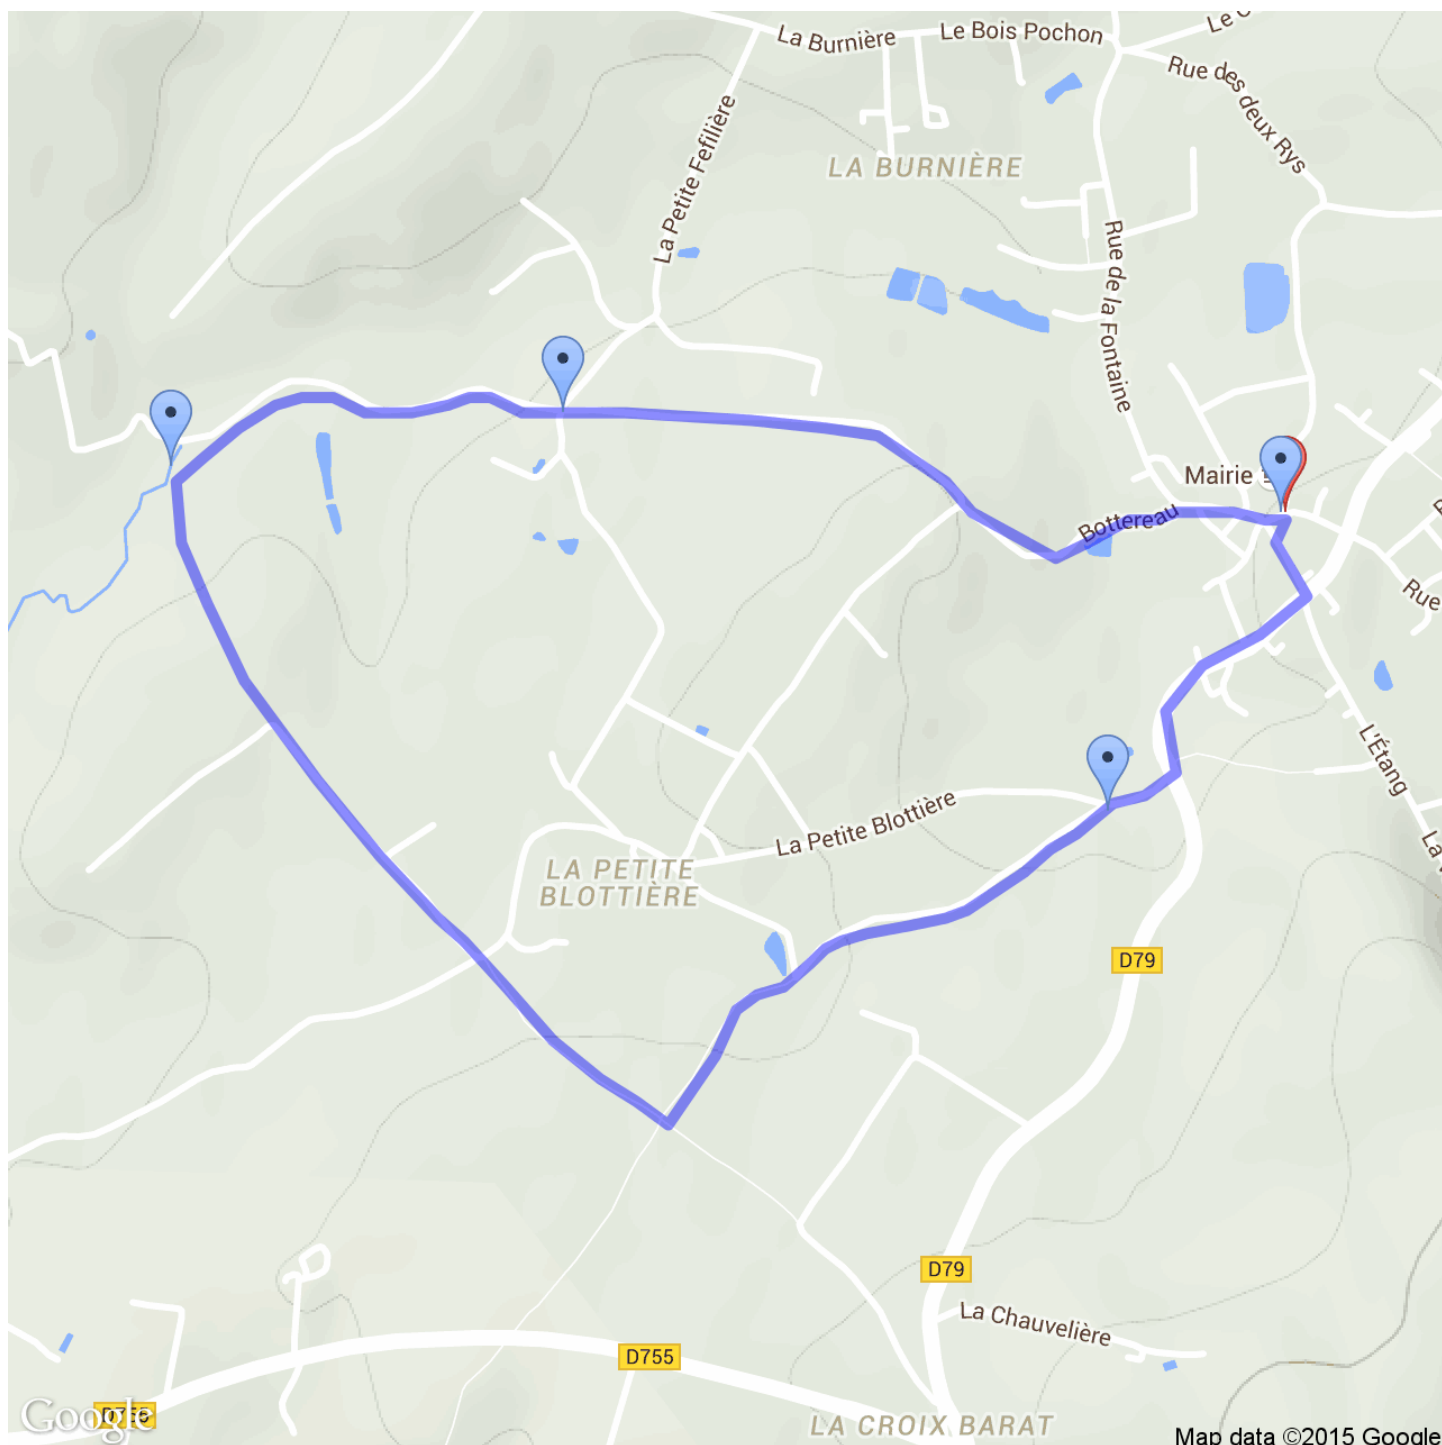 La Burnière
Le Bois Pochon
Rue des deux Rys
La Petite Fefilière
LA BURNIÈRE
Rue de la Fontaine
Mairie
Bottereau
Rue
L'Étang
La Petite Blottière
La
LA PETITE
BLOTTIÈRE
D79
D79
La Chauvelière
D755
Google
LA CROIX BARAT
Map data ©2015 Google